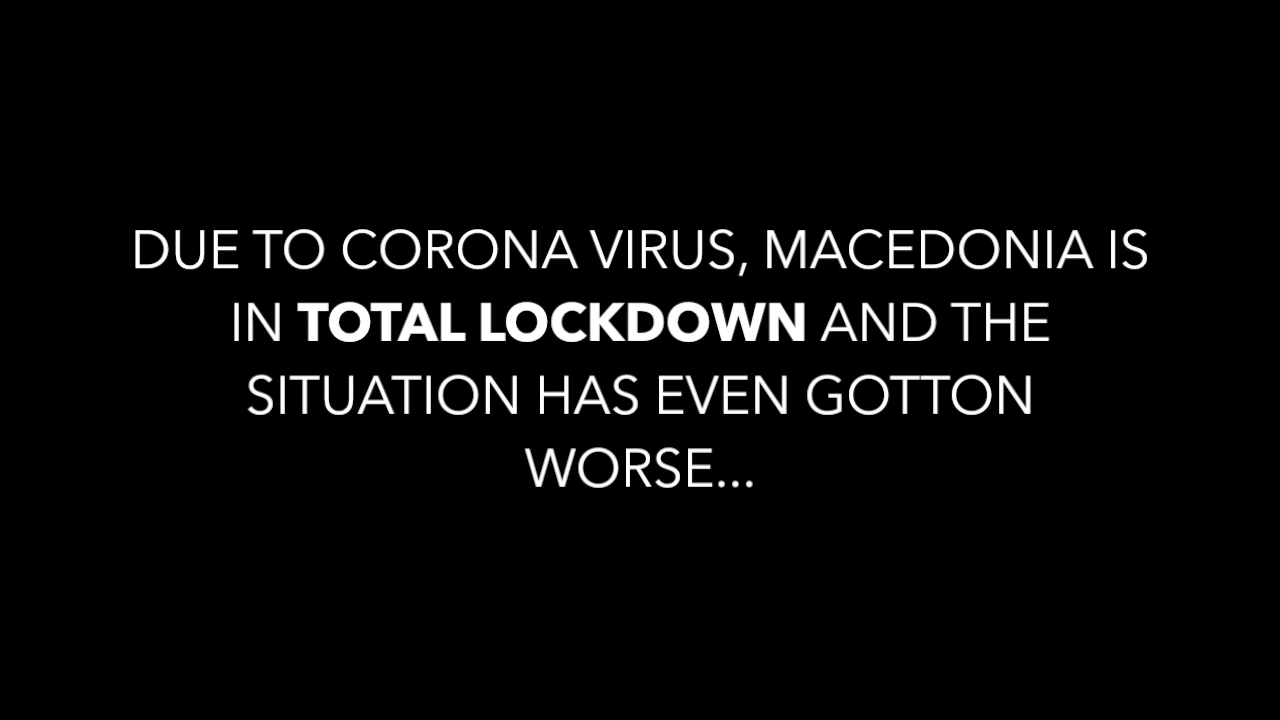 DUE TO CORONA VIRUS, MACEDONIA IS
IN TOTAL LOCKDOWN AND THE
SITUATION HAS EVEN GOTTON
WORSE...